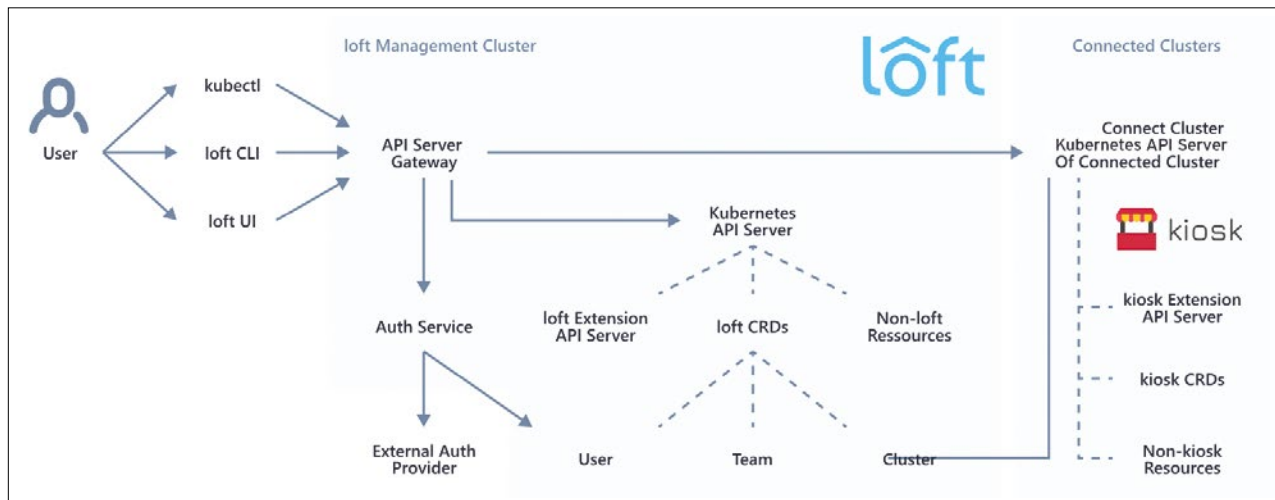 loft Management Cluster
loft
Connected Clusters
kubectl
User
loft CLI
loft UI
API Server
Gateway
Connect Cluster
Kubernetes API Server
Of Connected Cluster
Kubernetes
API Server
kiosk
Auth Service
loft Extension
API Server
loft CRDs
Non-loft
Ressources
kiosk Extension
API Server
kiosk CRDs
External Auth
Provider
User
Team
Cluster
Non-kiosk
Resources